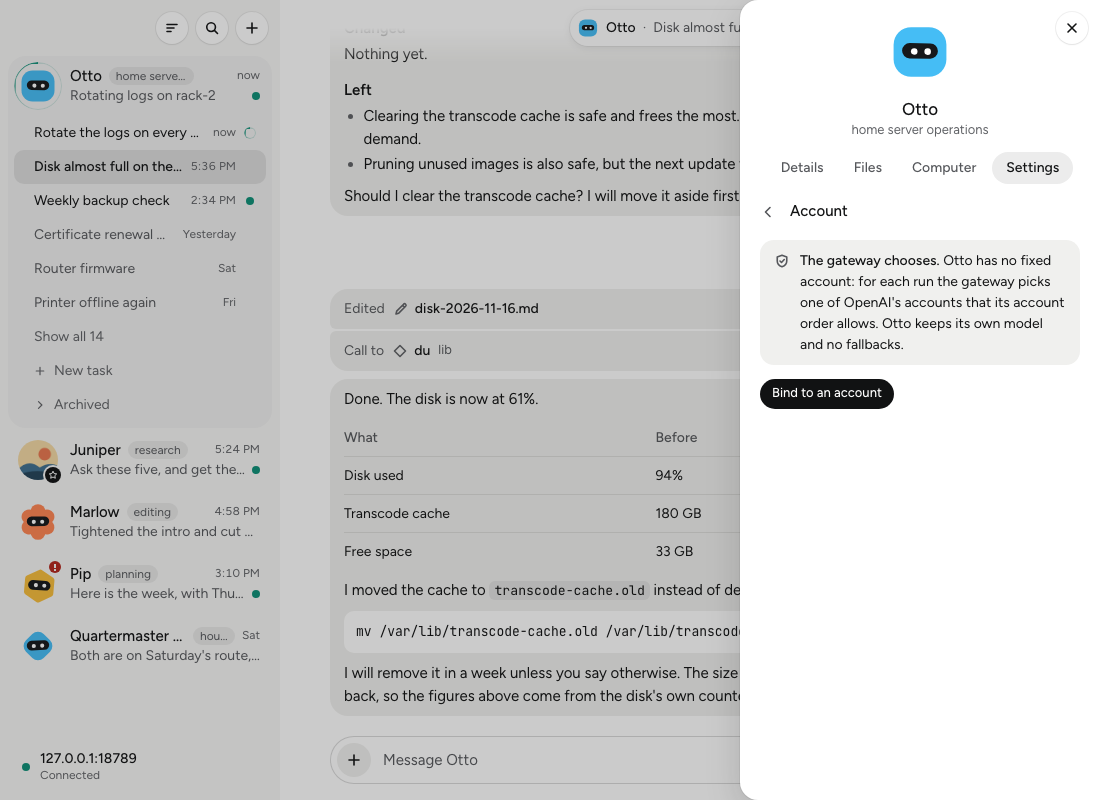 Otto
home serve...
now
Rotating logs on rack-2
Rotate the logs on every ...
now
Disk almost full on the...
5:36 PM
Weekly backup check
2:34 PM
Certificate renewal ...
Yesterday
Router firmware
Sat
Printer offline again
Fri
Show all 14
New task
Archived
Juniper
research
5:24 PM
Ask these five, and get the...
Marlow
editing
4:58 PM
Tightened the intro and cut ...
Pip
planning
3:10 PM
Here is the week, with Thu...
Quartermaster ...
hou...
Sat
Both are on Saturday's route,...
127.0.0.1:18789
Connected
Otto · Disk almost fu
Changed
Nothing yet.
Left
Clearing the transcode cache is safe and frees the most.
demand.
Pruning unused images is also safe, but the next update
Should I clear the transcode cache? I will move it aside first
Edited disk-2026-11-16.md
Call to du lib
Done. The disk is now at 61%.
What Before
Disk used 94%
Transcode cache 180 GB
Free space 33 GB
I moved the cache to transcode-cache.old instead of de
mv /var/lib/transcode-cache.old /var/lib/transcode
I will remove it in a week unless you say otherwise. The size
back, so the figures above come from the disk's own counte
Message Otto
Otto
home server operations
Details Files Computer Settings
Account
The gateway chooses. Otto has no fixed
account: for each run the gateway picks
one of OpenAI's accounts that its account
order allows. Otto keeps its own model
and no fallbacks.
Bind to an account